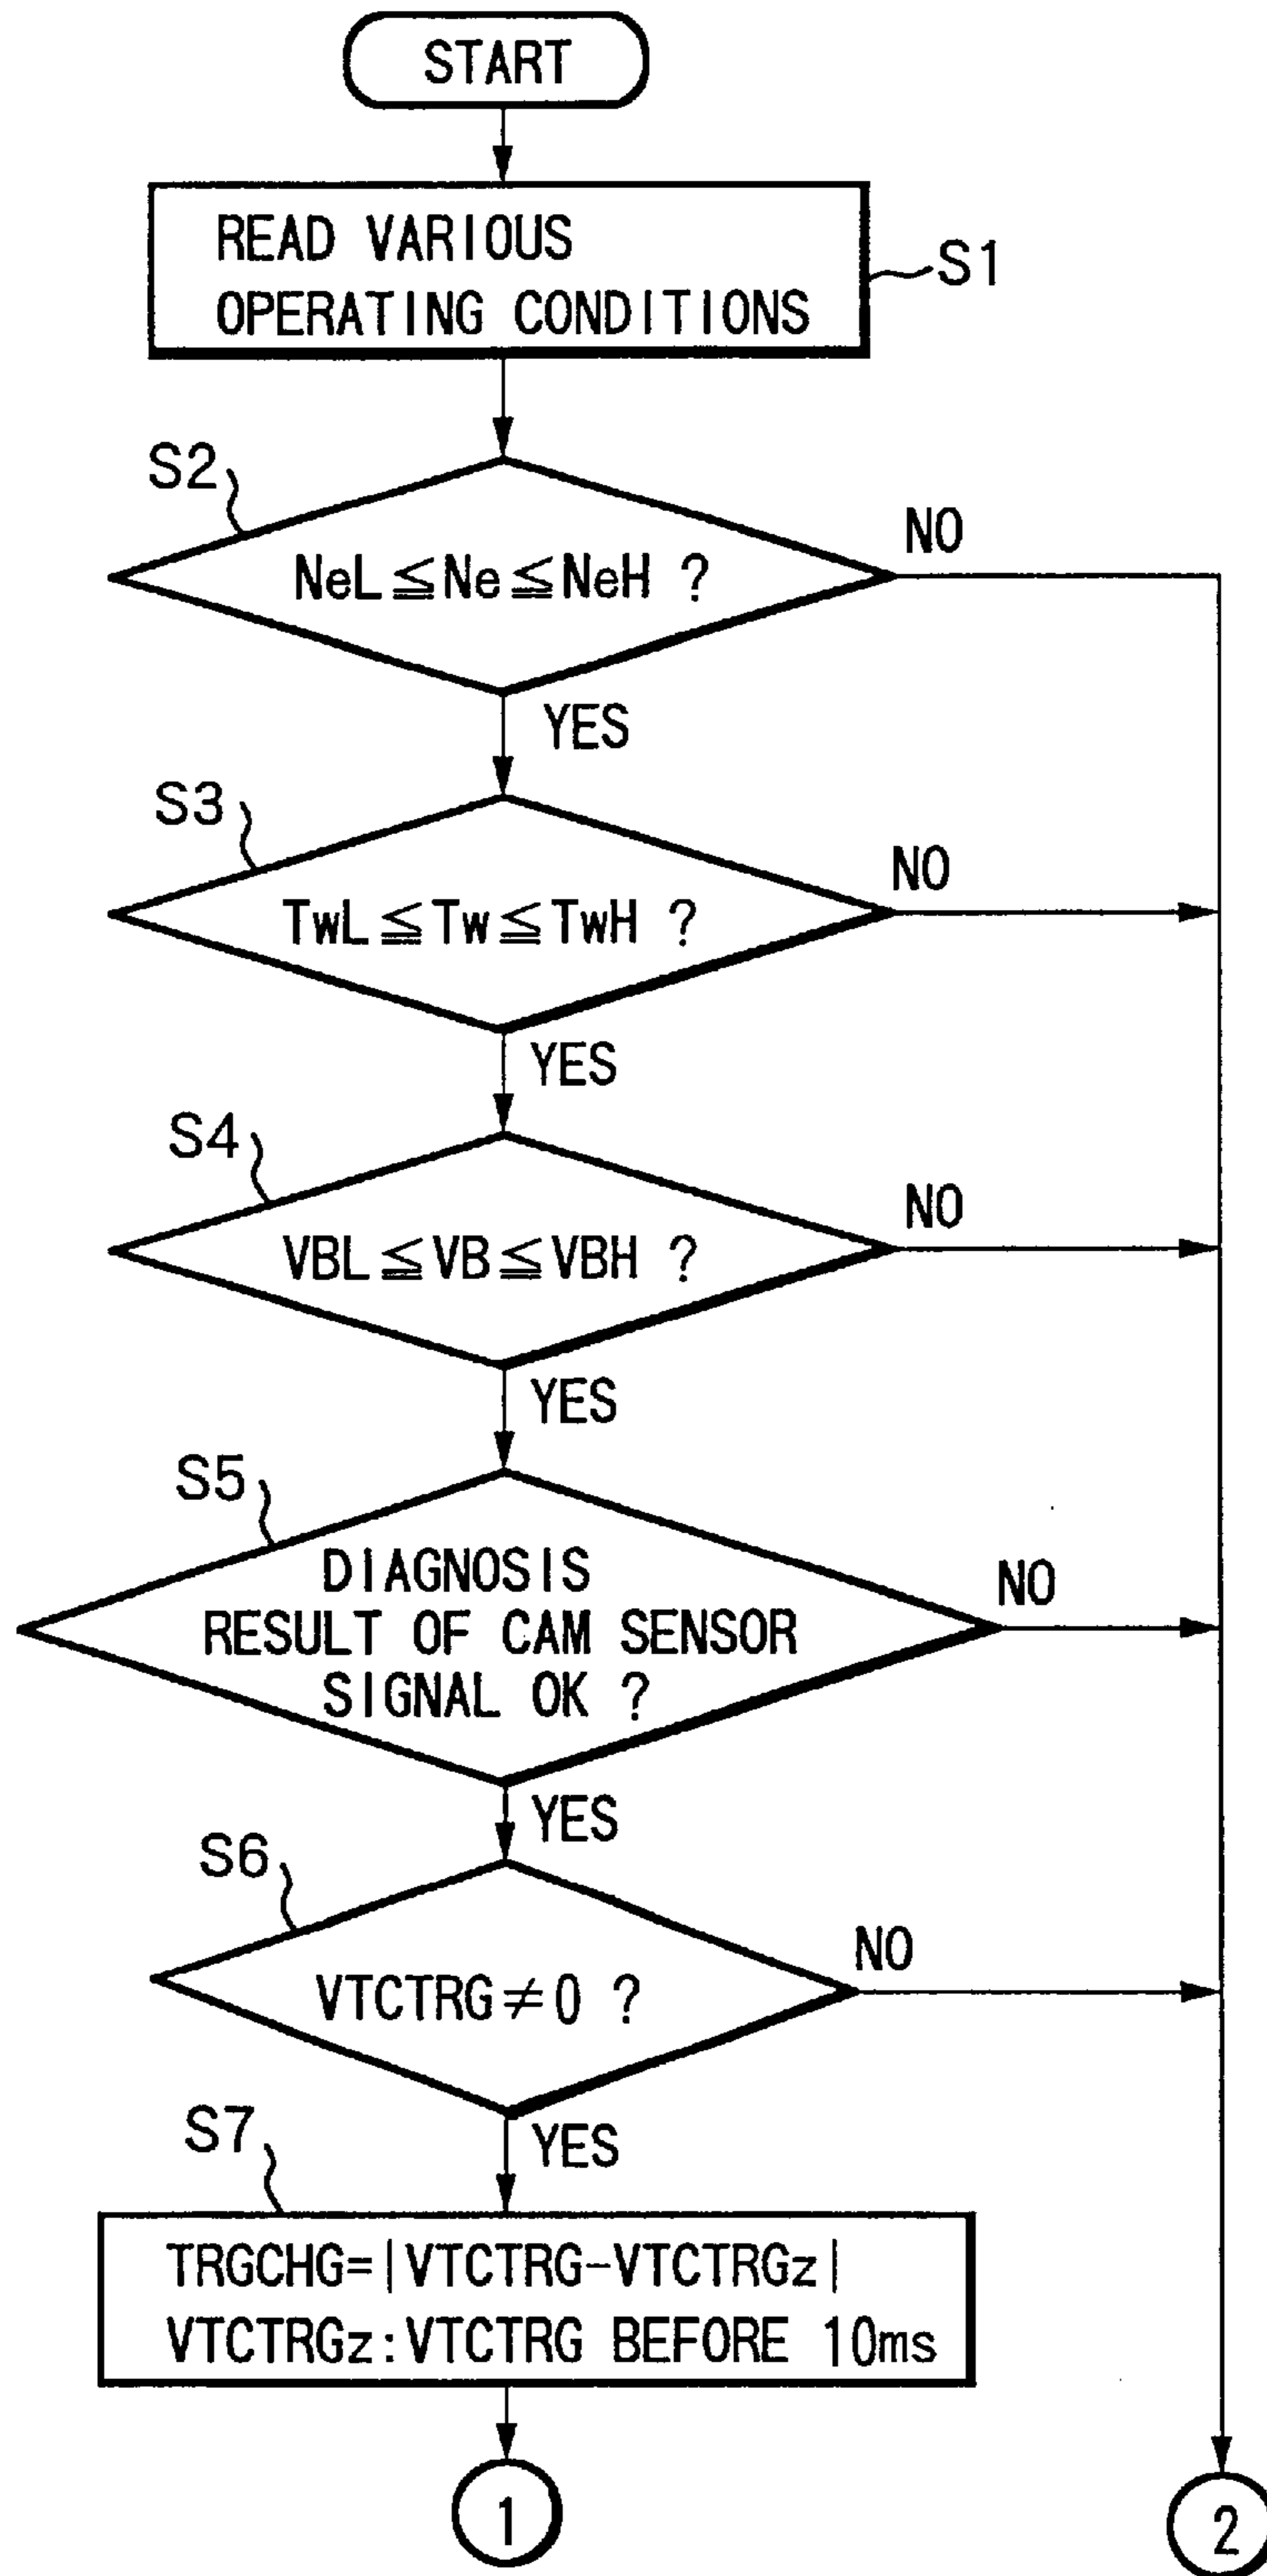 START
READ VARIOUS
OPERATING CONDITIONS
S1
S2
NeL≦Ne≦NeH ?
NO
YES
S3
TwL≦Tw≦TwH ?
NO
YES
S4
VBL≦VB≦VBH ?
NO
YES
S5
DIAGNOSIS
RESULT OF CAM SENSOR
SIGNAL OK ?
NO
YES
S6
VTCTRG≠0 ?
NO
YES
S7
TRGCHG=|VTCTRG-VTCTRGz|
VTCTRGz:VTCTRG BEFORE 10ms
1
2